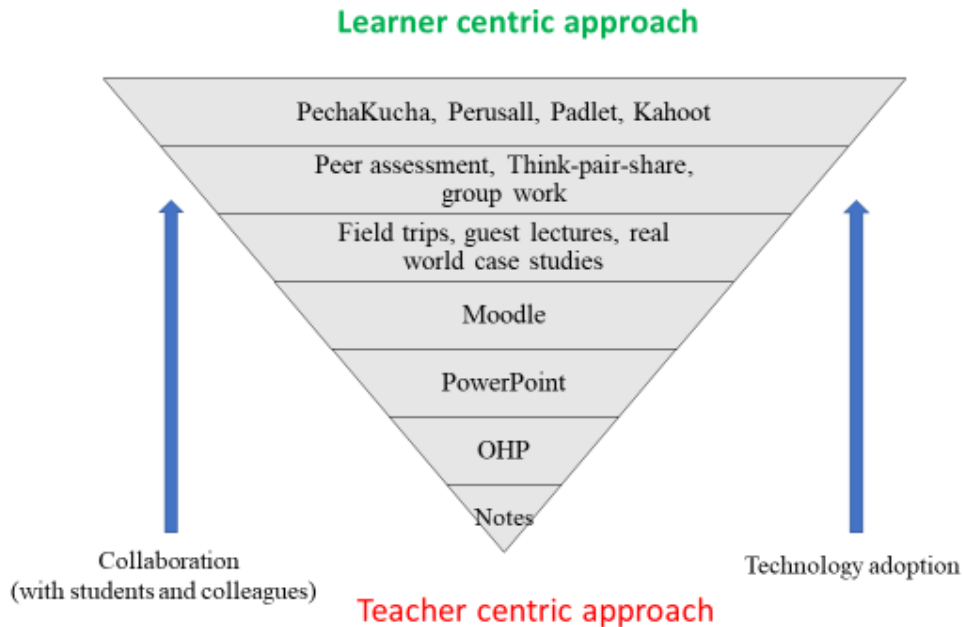 Learner centric approach
PechaKucha, Perusall, Padlet, Kahoot
Peer assessment, Think-pair-share,
group work
Field trips, guest lectures, real
world case studies
Moodle
PowerPoint
OHP
Notes
Collaboration
(with students and colleagues)
Technology adoption
Teacher centric approach